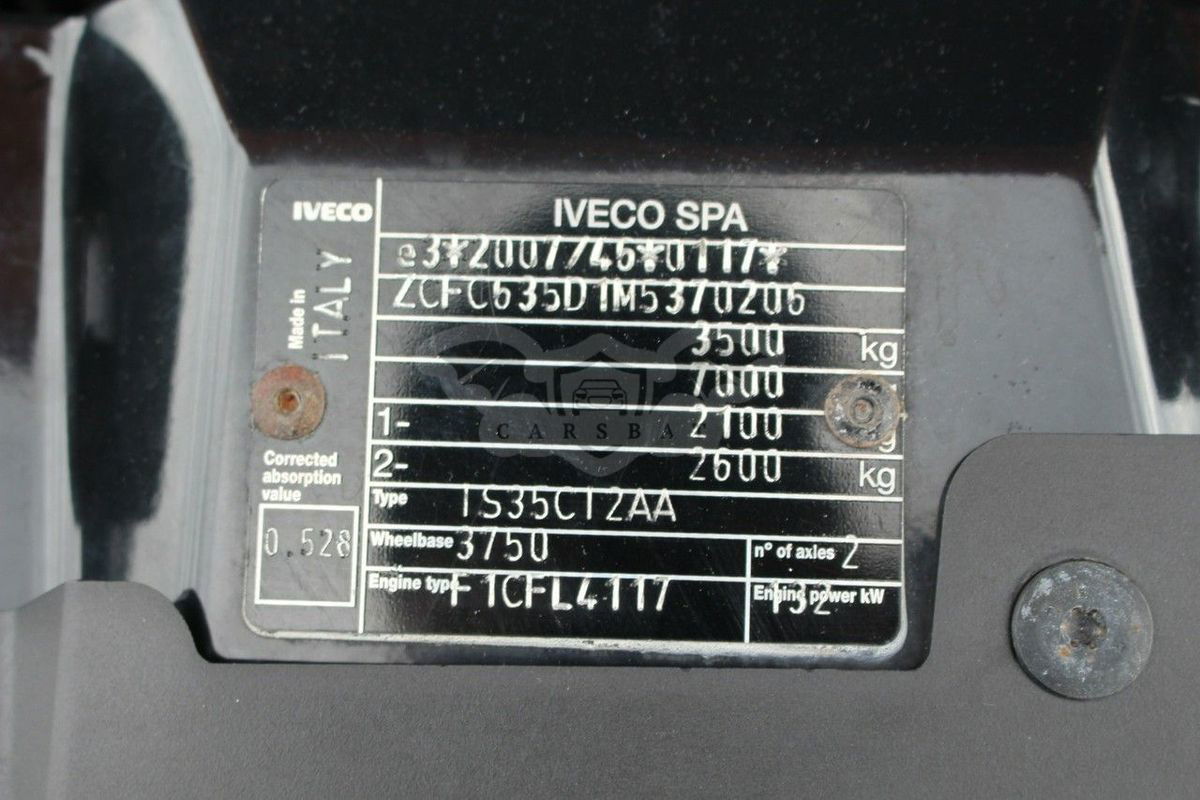 IVECO
IVECO SPA
Made in
ITALY
e3*2007/46*0117*
ZCFC635D1M5370206
3500 kg
7000
1- 2100 g
2- 2600 kg
CARSBA
Corrected
absorption
value
0.528
Type IS35CI2AA
Wheelbase 3750
n° of axles 2
Engine type F1CFL4117
Engine power kW 132